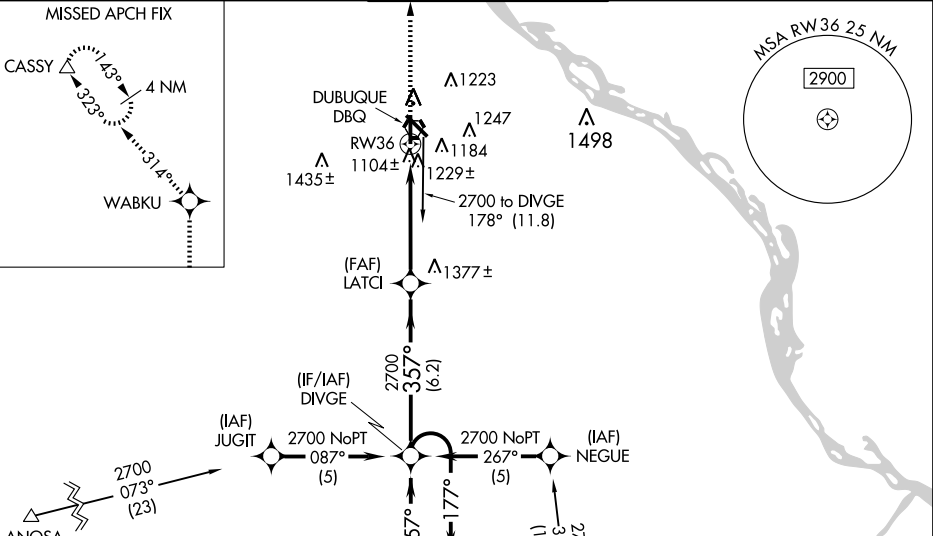 MISSED APCH FIX
CASSY
143°
4 NM
323°
314°
WABKU
MSA RW36 25 NM
2900
1223
DUBUQUE
DBQ
1247
1498
RW36
1184
1104±
1229±
1435±
2700 to DIVGE
178° (11.8)
(FAF)
LATCI
1377±
2700
357°
(6.2)
(IF/IAF)
DIVGE
(IAF)
JUGIT
2700 NoPT
087°
(5)
2700 NoPT
267°
(5)
(IAF)
NEGUE
2700
073°
(23)
177°